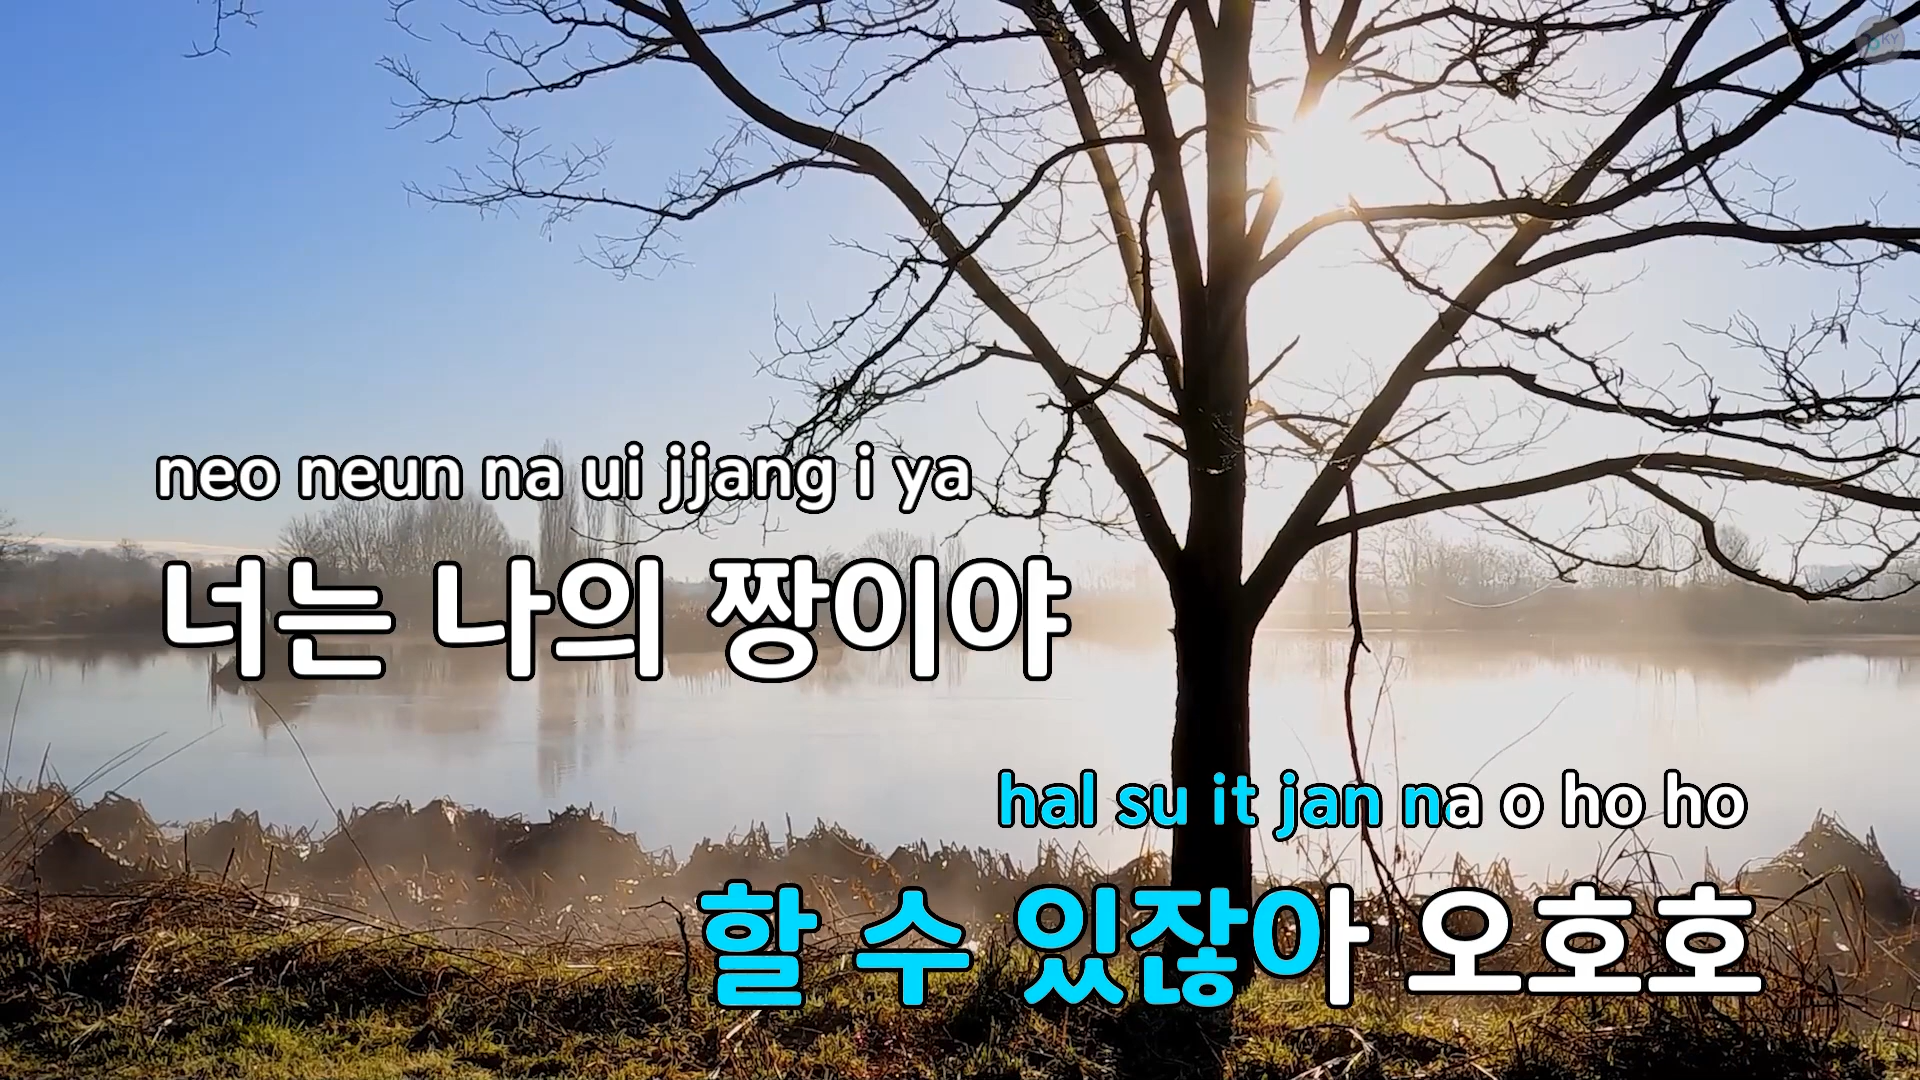 KY
neo neun na ui jjang i ya
너는 나의 짱이야
hal su it jan na o ho ho
할 수 있잖아 오호호